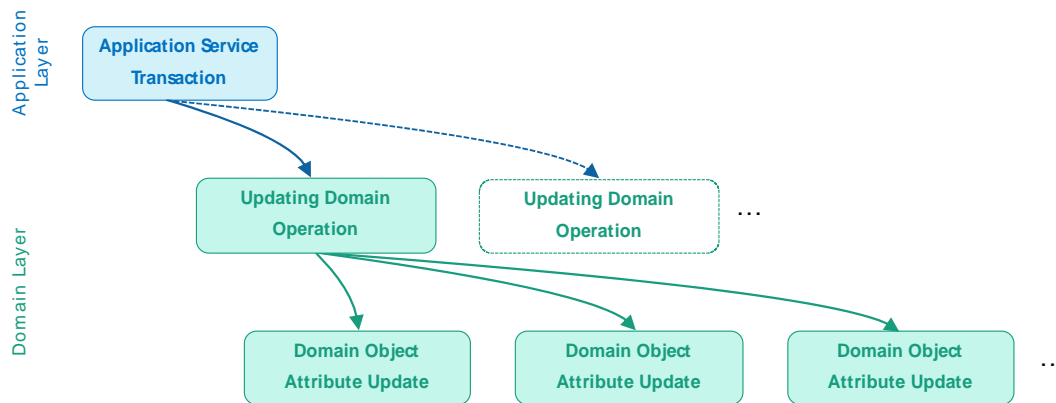 Application
Layer
Application Service
Transaction
Updating Domain
Operation
Updating Domain
Operation
...
Domain Layer
Domain Object
Attribute Update
Domain Object
Attribute Update
Domain Object
Attribute Update
..